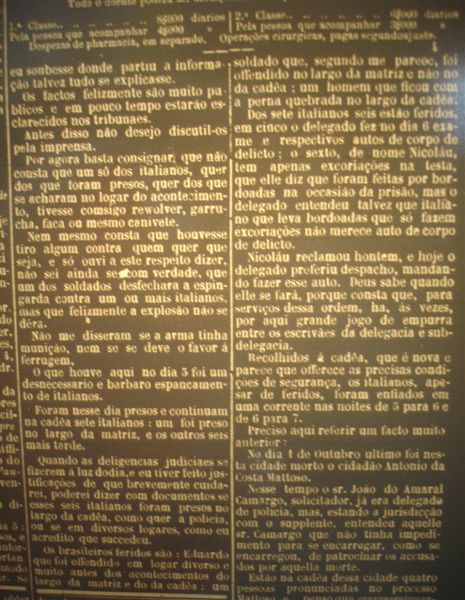 Todo o doente poderá ser
1.ª Classe... 8$000 diarios
Pela pessoa que acompanhar 4$000 »
Despezas de pharmacia, em separado.
eu soubesse donde partiu a informa-
ção talvez tudo se explicasse.
Os factos felizmente são muito pu-
blicos e em pouco tempo estarão es-
clarecidos nos tribunaes.
Antes disso não desejo discutil-os
pela imprensa.
Por agora basta consignar, que não
consta que um só dos italianos, quer
dos que foram presos, quer dos que
se acharam no logar do acontecimen-
to, tivesse comsigo rewolver, garru-
cha, faca ou mesmo canivete.
Nem mesmo consta que houvesse
tiro algum contra quem quer que
seja, e só ouvi a este respeito dizer,
não sei ainda se com verdade, que
um dos soldados desfechara a espin-
garda contra um ou mais italianos,
mas que felizmente a explosão não se
déra.
Não me disseram se a arma tinha
munição, nem se se deve o favor á
ferrugem.
O que houve aqui no dia 5 foi um
desnecessario e barbaro espancamen-
to de italianos.
Foram nesse dia presos e continuam
na cadêa sete italianos : um foi preso
no largo da matriz, e os outros seis
mais tarde.
Quando as deligencias judiciaes se
fizerem a luz do dia, e eu tiver feito jus-
tificações de que brevemente cuida-
rei, poderei dizer com documentos se
esses seis italianos foram presos no
largo da cadêa, como quer a policia,
ou se em diversos logares, como eu
acredito que succedeu.
Os brasileiros feridos são : Eduardo
que foi offendido em logar diverso e
muito antes dos acontecimentos do
largo da matriz e do da cadêa ; um
2.ª Classe... 6$000 diarios
Pela pessoa que acompanhar 3$000 »
Operações cirurgicas, pagas segundo ajuste.
soldado que, segundo me parece, foi
offendido no largo da matriz e não no
da cadêa ; um homem que ficou com
a perna quebrada no largo da cadêa.
Dos sete italianos seis estão feridos,
em cinco o delegado fez no dia 6 exa-
me e respectivos autos de corpo de
delicto ; o sexto, de nome Nicoláu,
tem apenas excoriações na testa,
que elle diz que foram feitas por bor-
doadas na occasião da prisão, mas o
delegado entendeu talvez que italia-
no que leva bordoadas que só fazem
excoriações não merece auto de corpo
de delicto.
Nicoláu reclamou hontem, e hoje o
delegado proferiu despacho, mandan-
do fazer esse auto. Deus sabe quando
elle se fará, porque consta que, para
serviços dessa ordem, ha, ás vezes,
por aqui grande jogo de empurra
entre os escrivães da delegacia e sub-
delegacia.
Recolhidos á cadêa, que é nova e
parece que offerece as precisas condi-
ções de segurança, os italianos, ape-
sar de feridos, foram enfiados em
uma corrente nas noites de 5 para 6 e
de 6 para 7.
Preciso aqui referir um facto muito
anterior :
No dia 4 de Outubro ultimo foi nes-
ta cidade morto o cidadão Antonio da
Costa Mattoso.
Nesse tempo o sr. João do Amaral
Camargo, solicitador, já era delegado
de policia, mas, estando a jurisdicção
com o supplente, entendeu aquelle
sr. Camargo que não tinha impedi-
mento para se encarregar, como se
encarregou, de patrocinar os accusa-
dos por aquella morte.
Estão na cadêa dessa cidade quatro
pessoas pronunciadas no processo